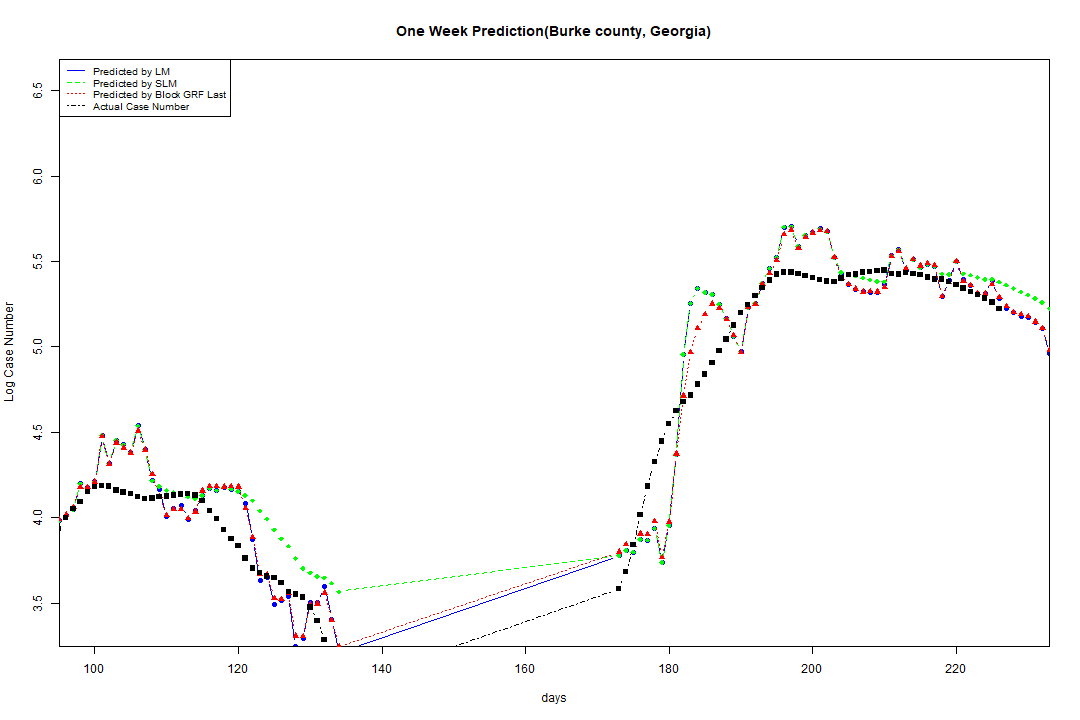 One Week Prediction(Burke county, Georgia)
Predicted by LM
Predicted by SLM
Predicted by Block GRF Last
Actual Case Number
6.5
6.0
5.5
5.0
4.5
4.0
3.5
Log Case Number
100 120 140 160 180 200 220
days